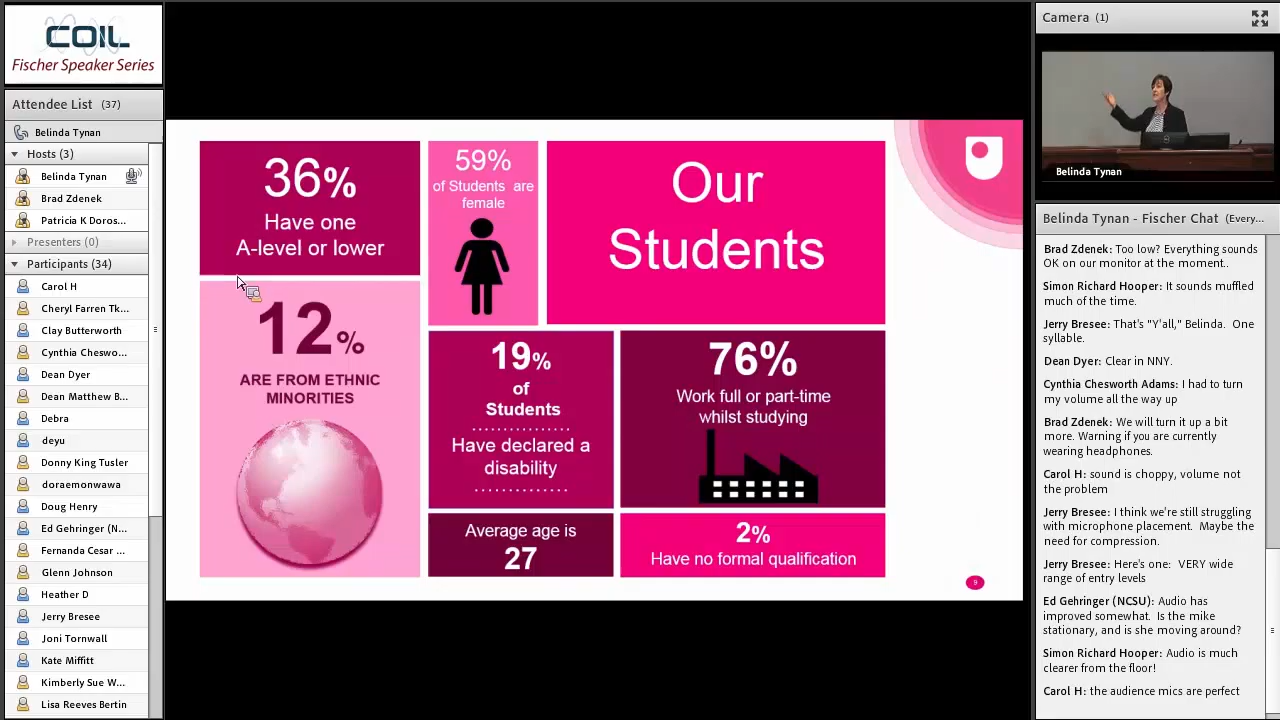 COIL
Fischer Speaker Series
Attendee List (37)
Belinda Tynan
Hosts (3)
Belinda Tynan
Brad Zdenek
Patricia K Doros...
Presenters (0)
Participants (34)
Carol H
Cheryl Farren Tk...
Clay Butterworth
Cynthia Cheswo...
Dean Dyer
Dean Matthew B...
Debra
deyu
Donny King Tusler
doraemonwawa
Doug Henry
Ed Gehringer (N...
Fernanda Cesar ...
Glenn Johnson
Heather D
Jerry Bresee
Joni Tornwall
Kate Miffitt
Kimberly Sue W...
Lisa Reeves Bertin
36%
Have one
A-level or lower
59%
of Students are
female
Our
Students
12%
ARE FROM ETHNIC
MINORITIES
19%
of
Students
Have declared a
disability
76%
Work full or part-time
whilst studying
Average age is
27
2%
Have no formal qualification
9
Camera (1)
Belinda Tynan
Belinda Tynan - Fischer Chat (Every...
Brad Zdenek: Too low? Everything sounds
OK on our monitor at the moment.
Simon Richard Hooper: It sounds muffled
much of the time.
Jerry Bresee: That's "Y'all," Belinda. One
syllable.
Dean Dyer: Clear in NNY.
Cynthia Chesworth Adams: I had to turn
my volume all the way up
Brad Zdenek: We will turn it up a bit
more. Warning if you are currently
wearing headphones.
Carol H: sound is choppy, volume not
the problem
Jerry Bresee: I think we're still struggling
with microphone placement. Maybe the
need for compression.
Jerry Bresee: Here's one: VERY wide
range of entry levels
Ed Gehringer (NCSU): Audio has
improved somewhat. Is the mike
stationary, and is she moving around?
Simon Richard Hooper: Audio is much
clearer from the floor!
Carol H: the audience mics are perfect